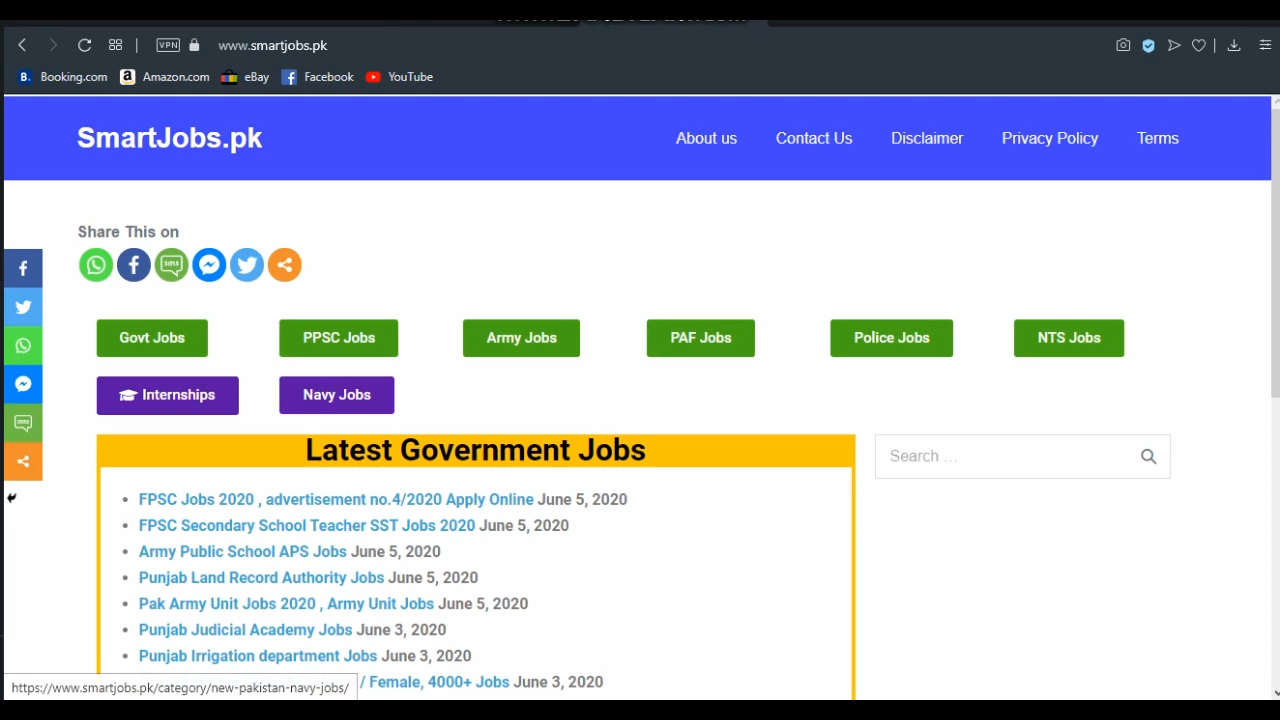 VPN
www.smartjobs.pk
B. Booking.com
a Amazon.com
eBay
Facebook
YouTube
SmartJobs.pk
About us
Contact Us
Disclaimer
Privacy Policy
Terms
Share This on
sms
Govt Jobs
PPSC Jobs
Army Jobs
PAF Jobs
Police Jobs
NTS Jobs
Internships
Navy Jobs
Latest Government Jobs
Search ...
FPSC Jobs 2020 , advertisement no.4/2020 Apply Online June 5, 2020
FPSC Secondary School Teacher SST Jobs 2020 June 5, 2020
Army Public School APS Jobs June 5, 2020
Punjab Land Record Authority Jobs June 5, 2020
Pak Army Unit Jobs 2020 , Army Unit Jobs June 5, 2020
Punjab Judicial Academy Jobs June 3, 2020
Punjab Irrigation department Jobs June 3, 2020
/ Female, 4000+ Jobs June 3, 2020
https://www.smartjobs.pk/category/new-pakistan-navy-jobs/